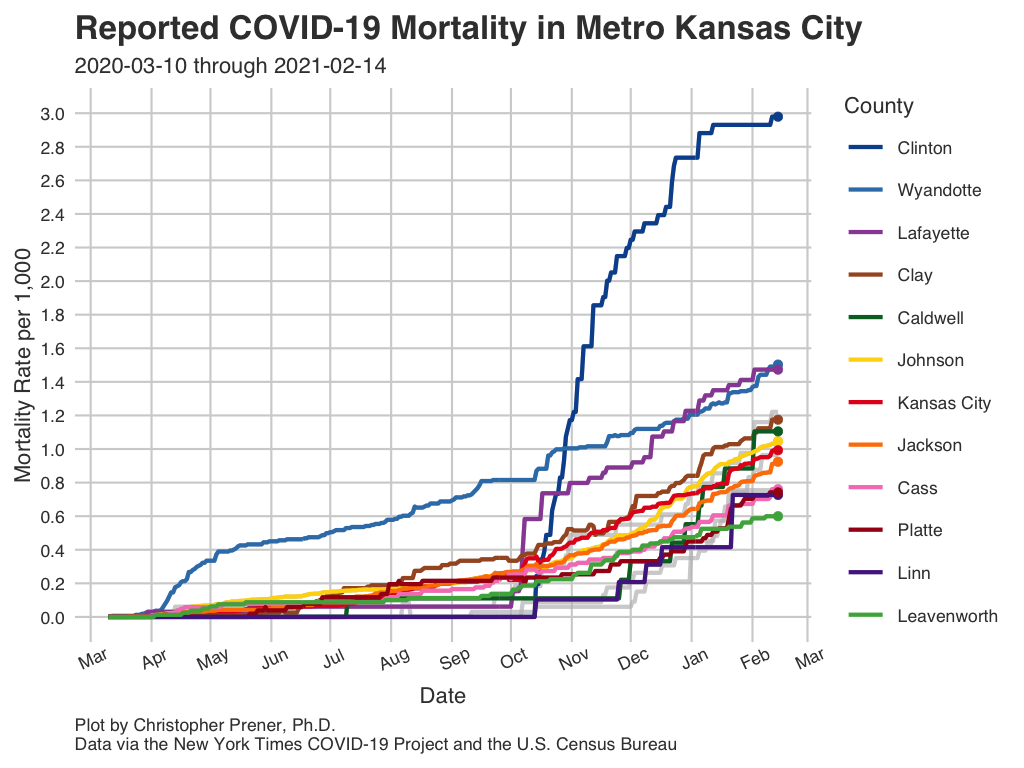 Reported COVID-19 Mortality in Metro Kansas City
2020-03-10 through 2021-02-14
Mortality Rate per 1,000
3.0
2.8
2.6
2.4
2.2
2.0
1.8
1.6
1.4
1.2
1.0
0.8
0.6
0.4
0.2
0.0
Mar Apr May Jun Jul Aug Sep Oct Nov Dec Jan Feb Mar
Date
County
Clinton
Wyandotte
Lafayette
Clay
Caldwell
Johnson
Kansas City
Jackson
Cass
Platte
Linn
Leavenworth
Plot by Christopher Prener, Ph.D.
Data via the New York Times COVID-19 Project and the U.S. Census Bureau